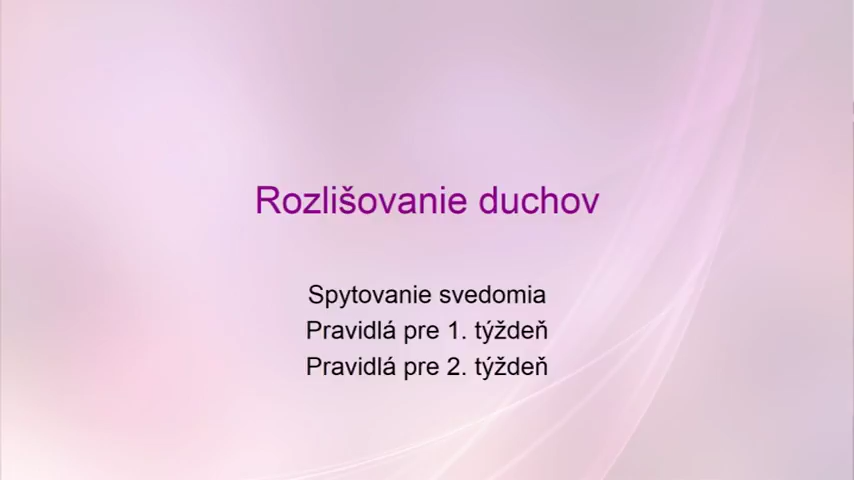 Rozlišovanie duchov
Spytovanie svedomia
Pravidlá pre 1. týždeň
Pravidlá pre 2. týždeň